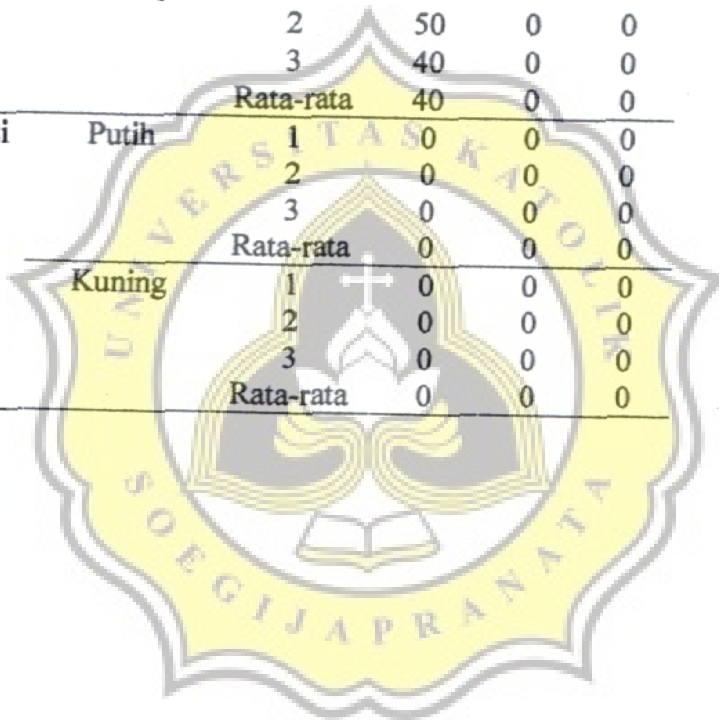 2 50 0 0
3 40 0 0
Rata-rata 40 0 0
i Putih 1 0 0 0
2 0 0 0
3 0 0 0
Rata-rata 0 0 0
Kuning 1 0 0 0
2 0 0 0
3 0 0 0
Rata-rata 0 0 0
UNIVERSITAS KATOLIK
SOEGIJAPRANATA